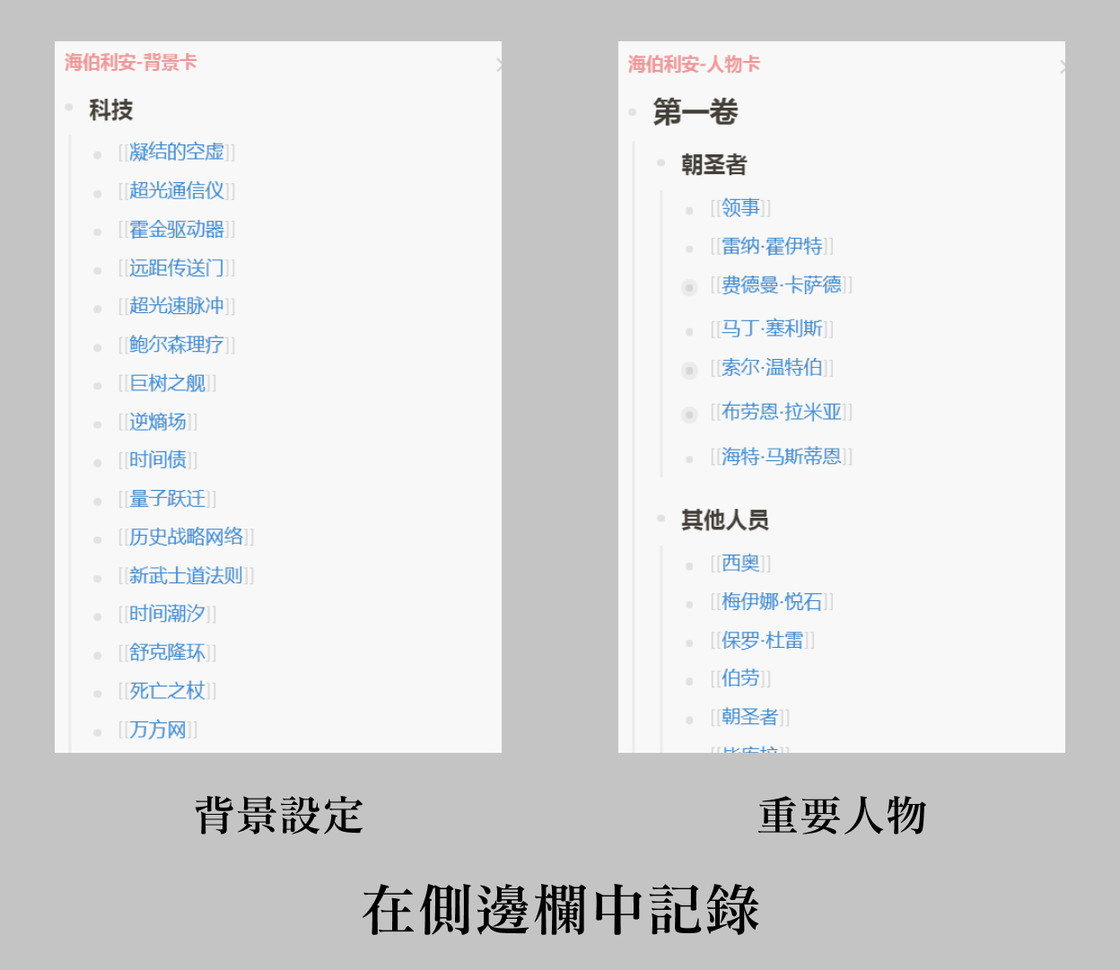 海伯利安-背景卡
科技
[[凝结的空虚]]
[[超光通信仪]]
[[霍金驱动器]]
[[远距传送门]]
[[超光速脉冲]]
[[鲍尔森理疗]]
[[巨树之舰]]
[[逆熵场]]
[[时间债]]
[[量子跃迁]]
[[历史战略网络]]
[[新武士道法则]]
[[时间潮汐]]
[[舒克隆环]]
[[死亡之杖]]
[[万方网]]
背景設定
海伯利安-人物卡
第一卷
朝圣者
[[领事]]
[[雷纳·霍伊特]]
[[费德曼·卡萨德]]
[[马丁·塞利斯]]
[[索尔·温特伯]]
[[布劳恩·拉米亚]]
[[海特·马斯蒂恩]]
其他人员
[[西奥]]
[[梅伊娜·悦石]]
[[保罗·杜雷]]
[[伯劳]]
[[朝圣者]]
重要人物
在側邊欄中記錄